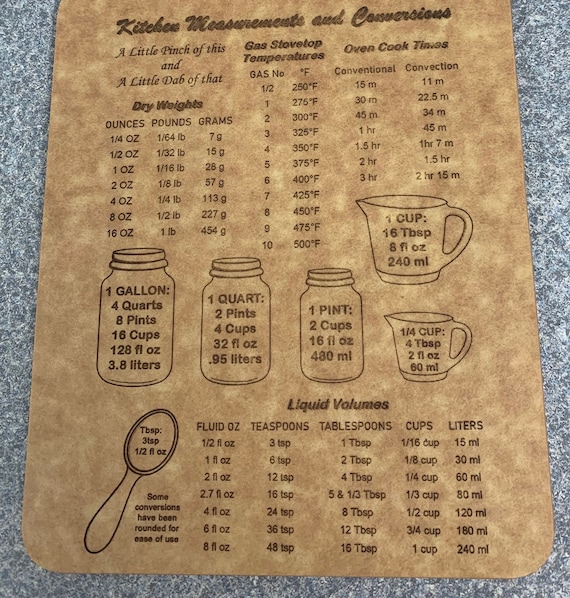 Kitchen Measurements and Conversions
A Little Pinch of this
and
A Little Dab of that
Dry Weights
OUNCES POUNDS GRAMS
1/4 OZ 1/64 lb 7 g
1/2 OZ 1/32 lb 15 g
1 OZ 1/16 lb 28 g
2 OZ 1/8 lb 57 g
4 OZ 1/4 lb 113 g
8 OZ 1/2 lb 227 g
16 OZ 1 lb 454 g
Gas Stovetop
Temperatures
GAS No °F
1/2 250°F
1 275°F
2 300°F
3 325°F
4 350°F
5 375°F
6 400°F
7 425°F
8 450°F
9 475°F
10 500°F
Oven Cook Times
Conventional Convection
15 m 11 m
30 m 22.5 m
45 m 34 m
1 hr 45 m
1.5 hr 1hr 7 m
2 hr 1.5 hr
3 hr 2 hr 15 m
1 CUP:
16 Tbsp
8 fl oz
240 ml
1 GALLON:
4 Quarts
8 Pints
16 Cups
128 fl oz
3.8 liters
1 QUART:
2 Pints
4 Cups
32 fl oz
.95 liters
1 PINT:
2 Cups
16 fl oz
480 ml
1/4 CUP:
4 Tbsp
2 fl oz
60 ml
Liquid Volumes
FLUID OZ TEASPOONS TABLESPOONS CUPS LITERS
1/2 fl oz 3 tsp 1 Tbsp 1/16 cup 15 ml
1 fl oz 6 tsp 2 Tbsp 1/8 cup 30 ml
2 fl oz 12 tsp 4 Tbsp 1/4 cup 60 ml
2.7 fl oz 16 tsp 5 & 1/3 Tbsp 1/3 cup 80 ml
4 fl oz 24 tsp 8 Tbsp 1/2 cup 120 ml
6 fl oz 36 tsp 12 Tbsp 3/4 cup 180 ml
8 fl oz 48 tsp 16 Tbsp 1 cup 240 ml
Tbsp:
3tsp
1/2 fl oz
Some
conversions
have been
rounded for
ease of use